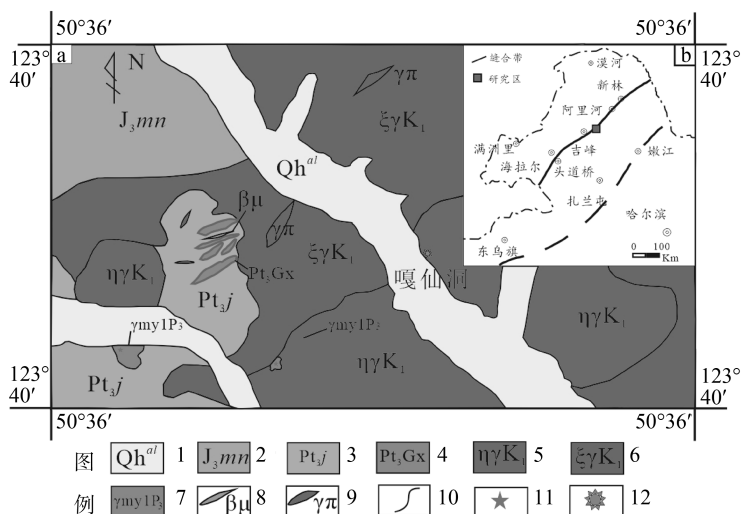 50°36′ 50°36′
123°40′ 123°40′
a b
N
J₃mn
γπ
ξγK₁
Qhᵃˡ
βμ
γπ
ξγK₁
ηγK₁
Pt₃Gx
Pt₃j
嘎仙洞
γmy1P₃
γmy1P₃
ηγK₁
ηγK₁
Pt₃j
123°40′ 123°40′
50°36′ 50°36′
缝合带
研究区
漠河
新林
阿里河
满洲里
吉峰
嫩江
海拉尔
头道桥
扎兰屯
哈尔滨
东乌旗
0 100
Km
图 Qhᵃˡ 1 J₃mn 2 Pt₃j 3 Pt₃Gx 4 ηγK₁ 5 ξγK₁ 6
例 γmy1P₃ 7 βμ 8 γπ 9 10 11 12